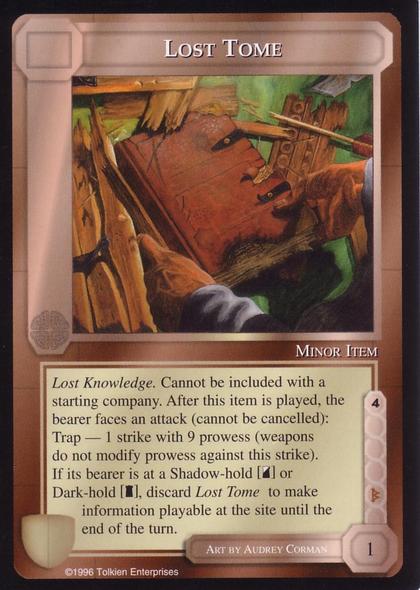 LOST TOME
MINOR ITEM
Lost Knowledge. Cannot be included with a
starting company. After this item is played, the
bearer faces an attack (cannot be cancelled):
Trap — 1 strike with 9 prowess (weapons
do not modify prowess against this strike).
If its bearer is at a Shadow-hold [] or
Dark-hold [], discard Lost Tome to make
information playable at the site until the
end of the turn.
4
ART BY AUDREY CORMAN
1
©1996 Tolkien Enterprises